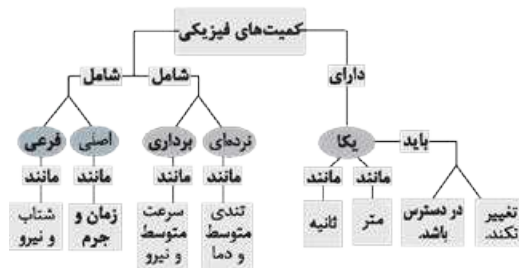 کمیت‌های فیزیکی
دارای
شامل
شامل
یکا
باید
نرده‌ای
برداری
اصلی
فرعی
مانند
مانند
مانند
مانند
مانند
مانند
تغییر
نکند.
در دسترس
باشد.
متر
ثانیه
تندی
متوسط
و دما
سرعت
متوسط
و نیرو
زمان و
جرم
شتاب
و نیرو